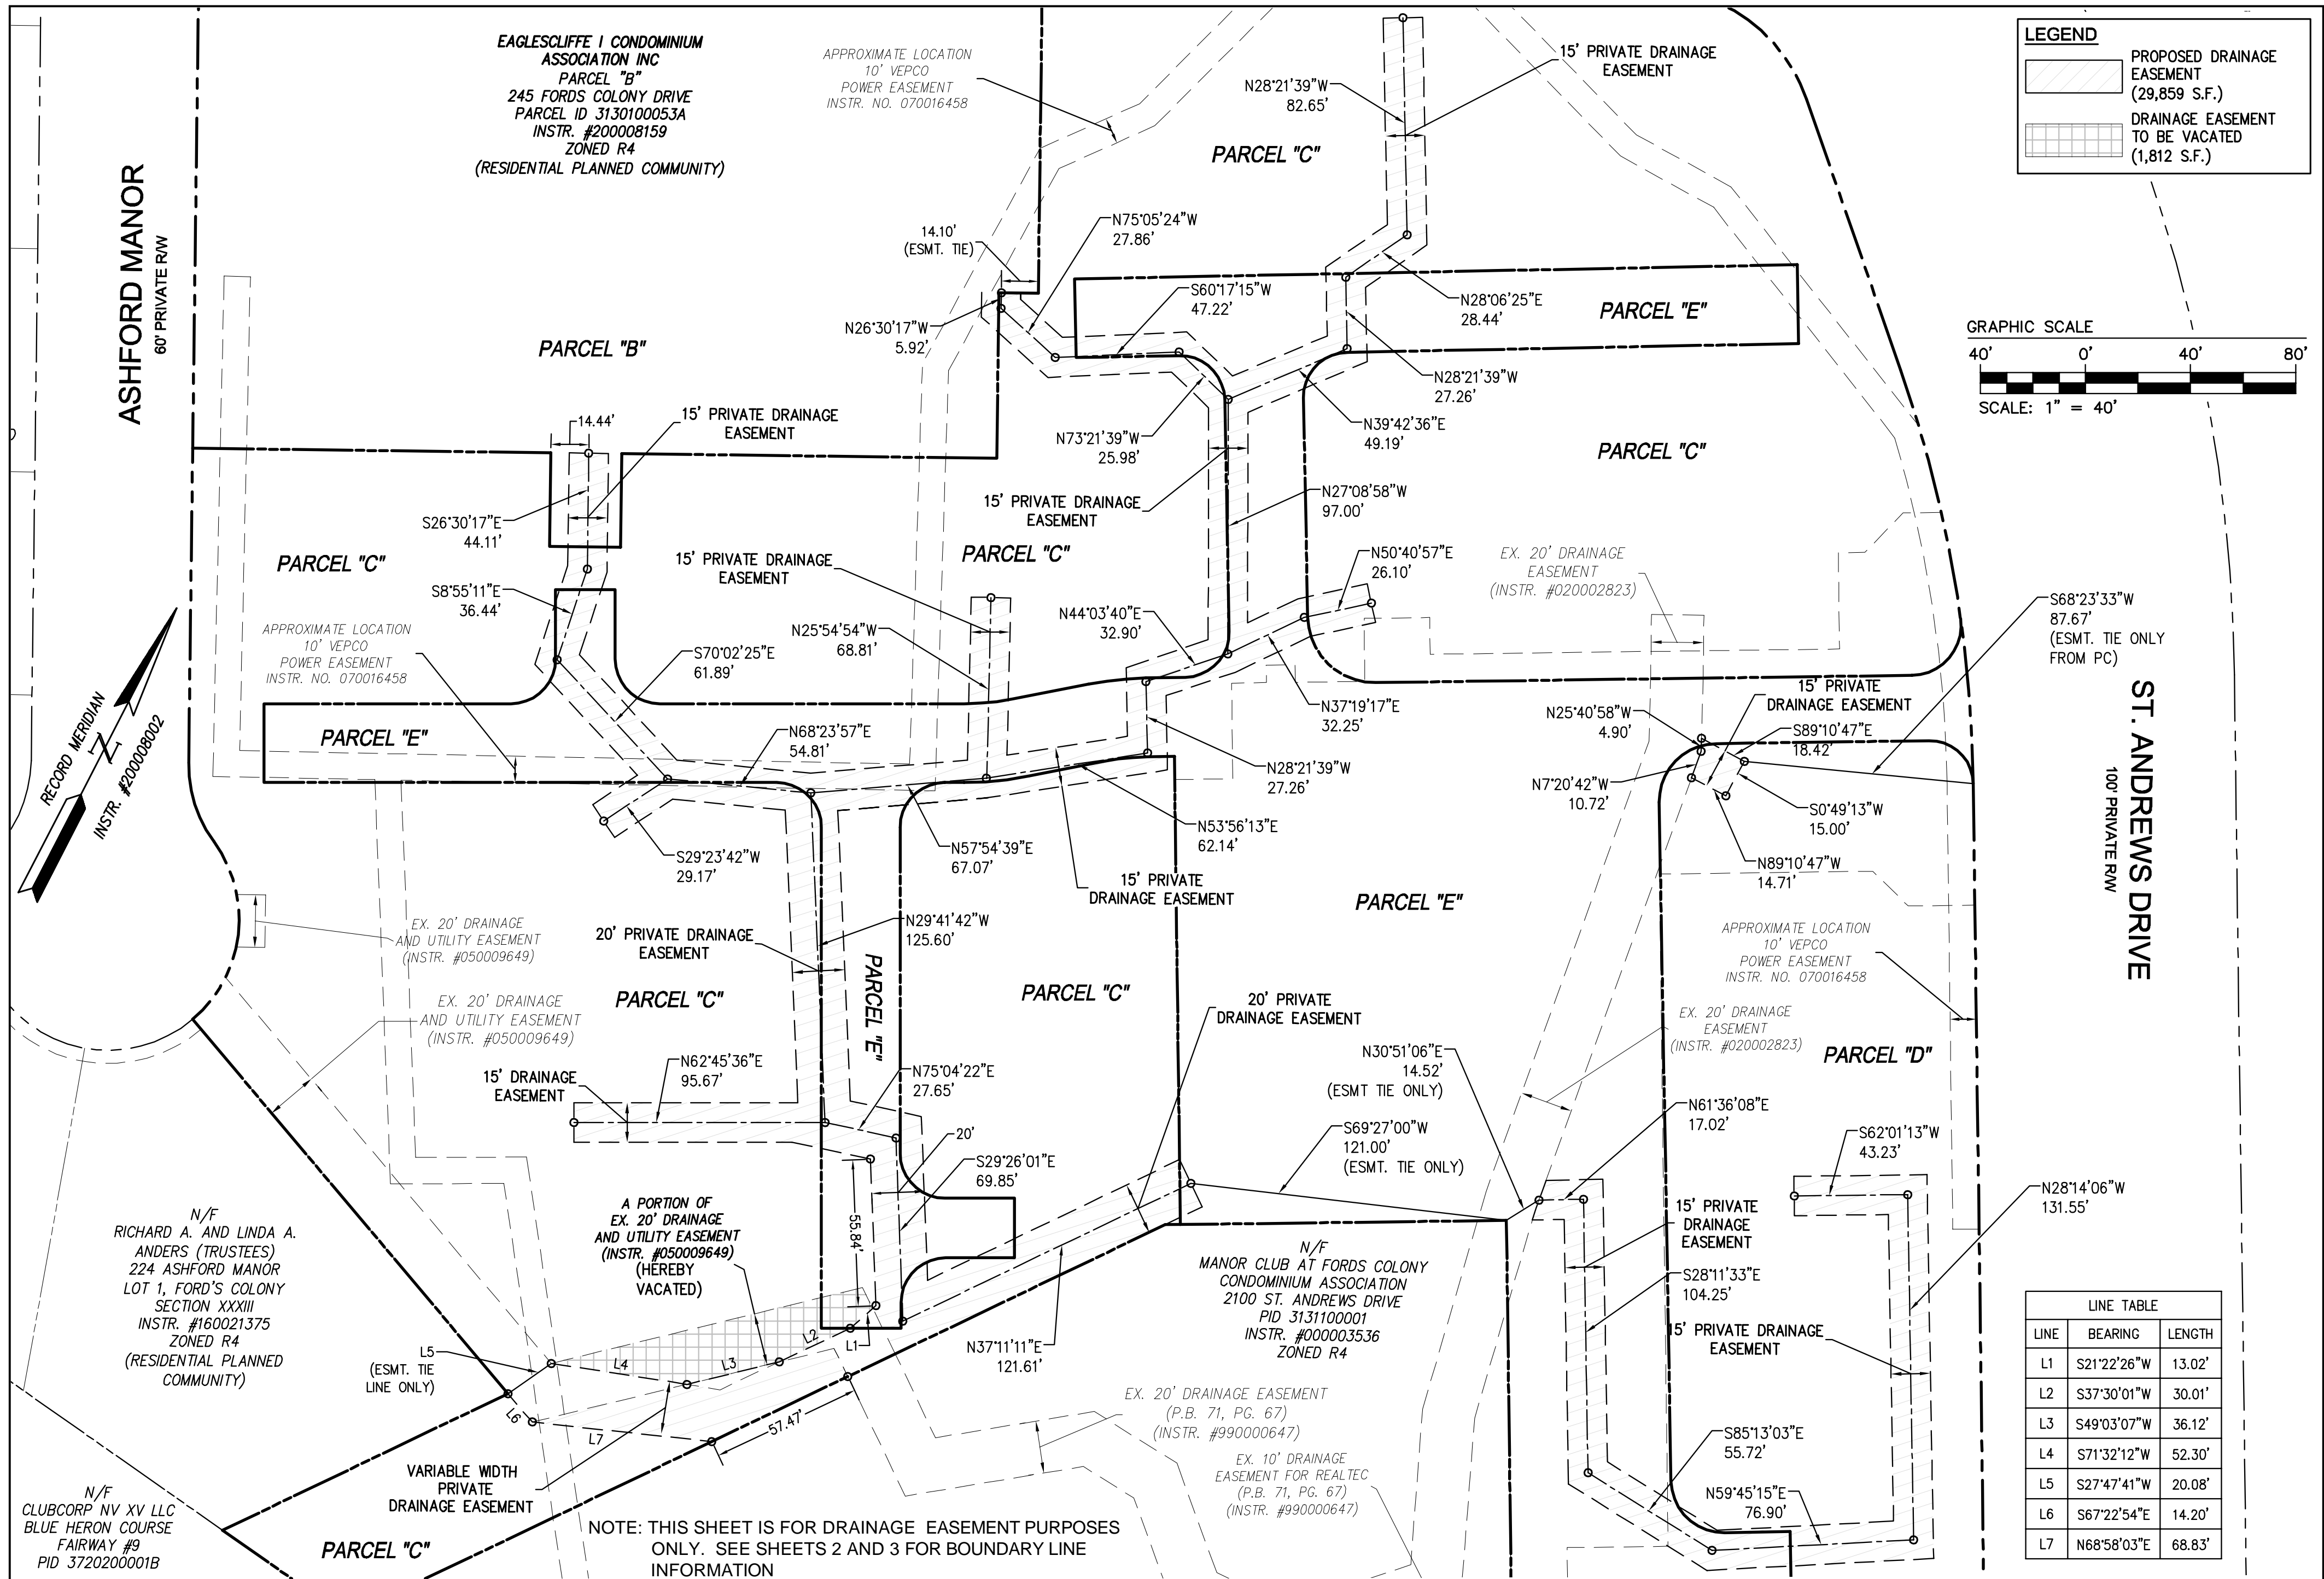 EAGLESCLIFFE I CONDOMINIUM
ASSOCIATION INC
PARCEL "B"
245 FORDS COLONY DRIVE
PARCEL ID 3130100053A
INSTR. #200008159
ZONED R4
(RESIDENTIAL PLANNED COMMUNITY)
APPROXIMATE LOCATION
10' VEPCO
POWER EASEMENT
INSTR. NO. 070016458
N28°21'39"W
82.65'
15' PRIVATE DRAINAGE
EASEMENT
LEGEND
PROPOSED DRAINAGE
EASEMENT
(29,859 S.F.)
DRAINAGE EASEMENT
TO BE VACATED
(1,812 S.F.)
PARCEL "C"
ASHFORD MANOR
60' PRIVATE R/W
14.10'
(ESMT. TIE)
N75°05'24"W
27.86'
S60°17'15"W
47.22'
N28°06'25"E
28.44'
PARCEL "E"
N26°30'17"W
5.92'
PARCEL "B"
GRAPHIC SCALE
40'
0'
40'
80'
SCALE: 1" = 40'
N28°21'39"W
27.26'
N39°42'36"E
49.19'
N73°21'39"W
25.98'
14.44'
15' PRIVATE DRAINAGE
EASEMENT
PARCEL "C"
15' PRIVATE DRAINAGE
EASEMENT
N27°08'58"W
97.00'
S26°30'17"E
44.11'
PARCEL "C"
15' PRIVATE DRAINAGE
EASEMENT
PARCEL "C"
N50°40'57"E
26.10'
EX. 20' DRAINAGE
EASEMENT
(INSTR. #020002823)
S8°55'11"E
36.44'
N44°03'40"E
32.90'
S68°23'33"W
87.67'
(ESMT. TIE ONLY
FROM PC)
APPROXIMATE LOCATION
10' VEPCO
POWER EASEMENT
INSTR. NO. 070016458
N25°54'54"W
68.81'
S70°02'25"E
61.89'
RECORD MERIDIAN
N
INSTR. #200008002
N37°19'17"E
32.25'
15' PRIVATE
DRAINAGE EASEMENT
N25°40'58"W
4.90'
S89°10'47"E
18.42'
ST. ANDREWS DRIVE
100' PRIVATE R/W
PARCEL "E"
N68°23'57"E
54.81'
N28°21'39"W
27.26'
N7°20'42"W
10.72'
S0°49'13"W
15.00'
N53°56'13"E
62.14'
S29°23'42"W
29.17'
N57°54'39"E
67.07'
N89°10'47"W
14.71'
15' PRIVATE
DRAINAGE EASEMENT
PARCEL "E"
EX. 20' DRAINAGE
AND UTILITY EASEMENT
(INSTR. #050009649)
20' PRIVATE DRAINAGE
EASEMENT
N29°41'42"W
125.60'
APPROXIMATE LOCATION
10' VEPCO
POWER EASEMENT
INSTR. NO. 070016458
PARCEL "E"
EX. 20' DRAINAGE
AND UTILITY EASEMENT
(INSTR. #050009649)
PARCEL "C"
PARCEL "C"
20' PRIVATE
DRAINAGE EASEMENT
EX. 20' DRAINAGE
EASEMENT
(INSTR. #020002823)
PARCEL "D"
N30°51'06"E
14.52'
(ESMT TIE ONLY)
N62°45'36"E
95.67'
15' DRAINAGE
EASEMENT
N75°04'22"E
27.65'
20'
N61°36'08"E
17.02'
S69°27'00"W
121.00'
(ESMT. TIE ONLY)
S62°01'13"W
43.23'
S29°26'01"E
69.85'
55.84'
N28°14'06"W
131.55'
A PORTION OF
EX. 20' DRAINAGE
AND UTILITY EASEMENT
(INSTR. #050009649)
(HEREBY
VACATED)
15' PRIVATE
DRAINAGE
EASEMENT
N/F
RICHARD A. AND LINDA A.
ANDERS (TRUSTEES)
224 ASHFORD MANOR
LOT 1, FORD'S COLONY
SECTION XXXIII
INSTR. #160021375
ZONED R4
(RESIDENTIAL PLANNED
COMMUNITY)
N/F
MANOR CLUB AT FORDS COLONY
CONDOMINIUM ASSOCIATION
2100 ST. ANDREWS DRIVE
PID 3131100001
INSTR. #000003536
ZONED R4
S28°11'33"E
104.25'
15' PRIVATE DRAINAGE
EASEMENT
L5
(ESMT. TIE
LINE ONLY)
L4
L3
L2
L1
L6
L7
N37°11'11"E
121.61'
57.47'
EX. 20' DRAINAGE EASEMENT
(P.B. 71, PG. 67)
(INSTR. #990000647)
EX. 10' DRAINAGE
EASEMENT FOR REALTEC
(P.B. 71, PG. 67)
(INSTR. #990000647)
S85°13'03"E
55.72'
N59°45'15"E
76.90'
VARIABLE WIDTH
PRIVATE
DRAINAGE EASEMENT
N/F
CLUBCORP NV XV LLC
BLUE HERON COURSE
FAIRWAY #9
PID 3720200001B
PARCEL "C"
NOTE: THIS SHEET IS FOR DRAINAGE EASEMENT PURPOSES
ONLY. SEE SHEETS 2 AND 3 FOR BOUNDARY LINE
INFORMATION
LINE TABLE
LINE BEARING LENGTH
L1 S21°22'26"W 13.02'
L2 S37°30'01"W 30.01'
L3 S49°03'07"W 36.12'
L4 S71°32'12"W 52.30'
L5 S27°47'41"W 20.08'
L6 S67°22'54"E 14.20'
L7 N68°58'03"E 68.83'